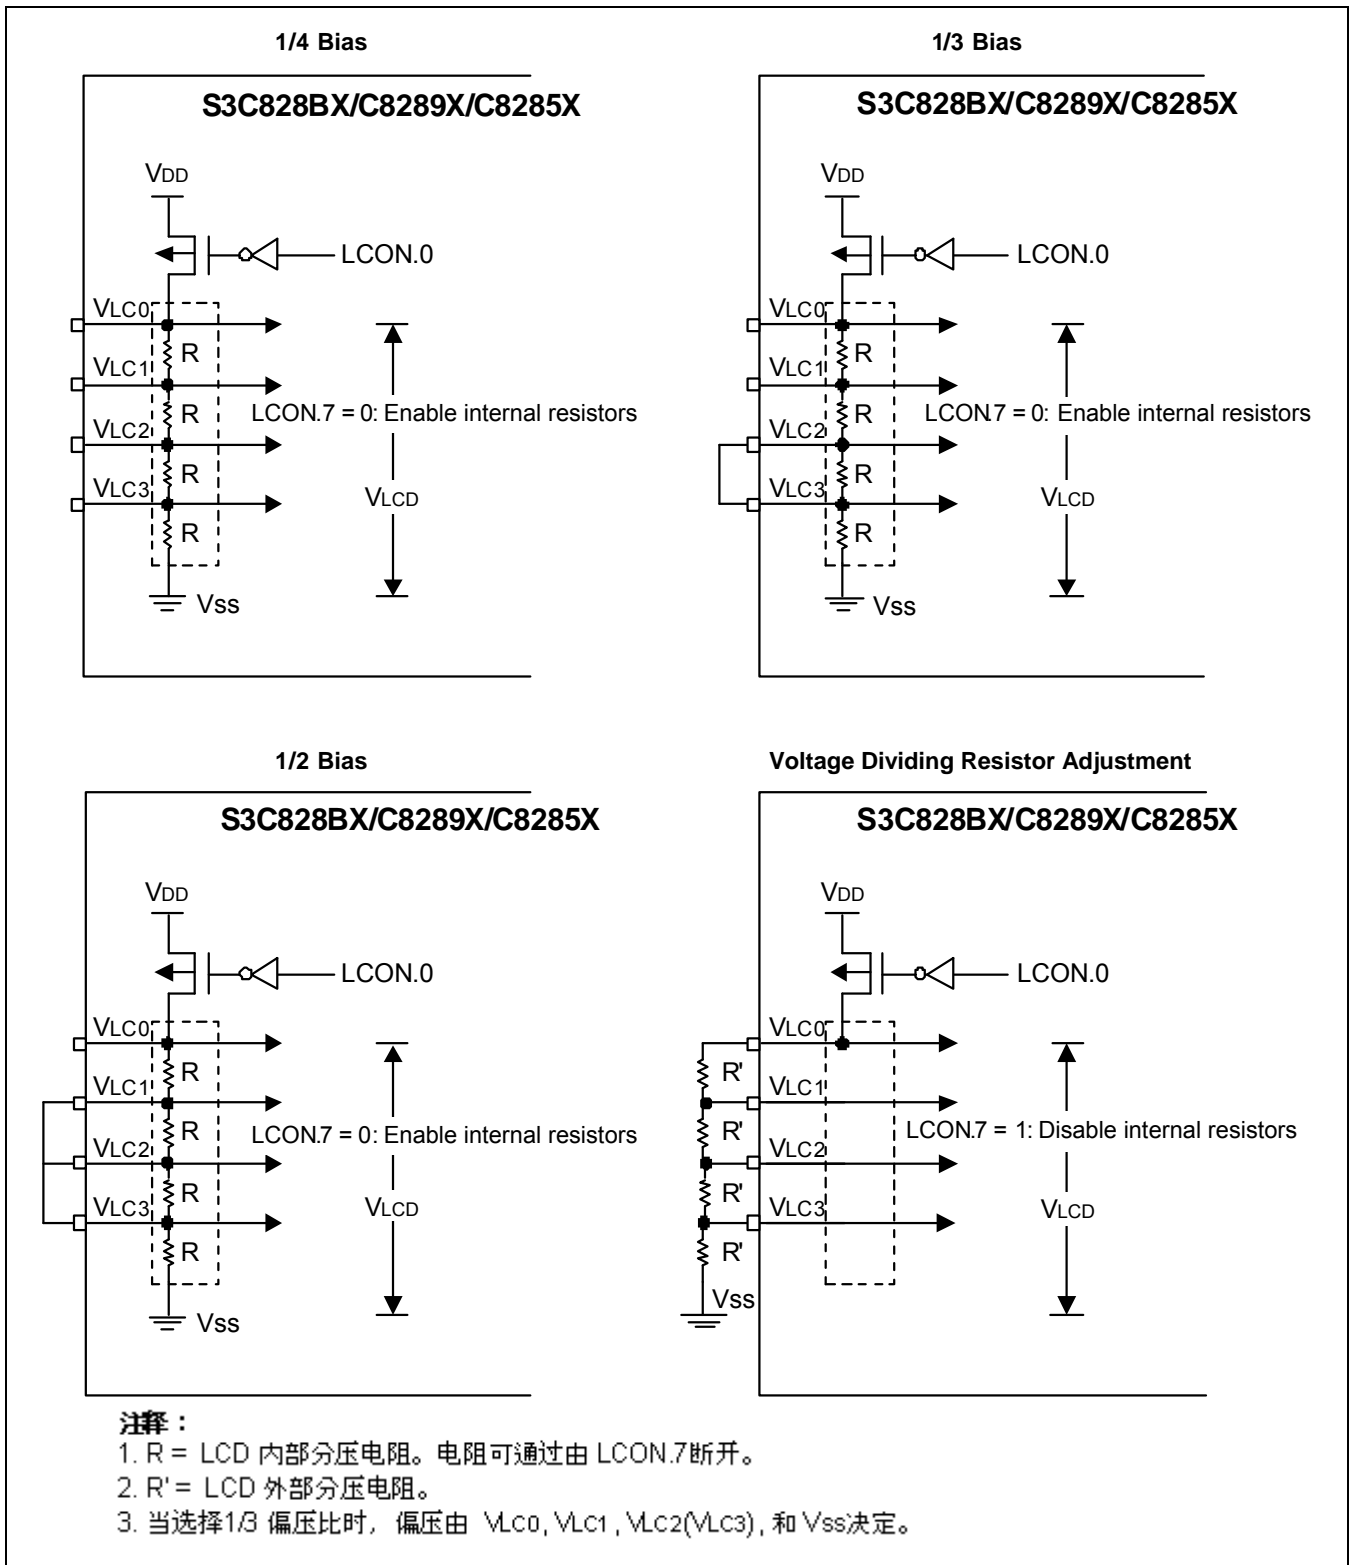 1/4 Bias
S3C828BX/C8289X/C8285X
VDD
LCON.0
VLC0
R
VLC1
R
LCON.7 = 0: Enable internal resistors
VLC2
R
VLC3
VLCD
R
Vss
1/3 Bias
S3C828BX/C8289X/C8285X
VDD
LCON.0
VLC0
R
VLC1
R
LCON.7 = 0: Enable internal resistors
VLC2
R
VLC3
VLCD
R
Vss
1/2 Bias
S3C828BX/C8289X/C8285X
VDD
LCON.0
VLC0
R
VLC1
R
LCON.7 = 0: Enable internal resistors
VLC2
R
VLC3
VLCD
R
Vss
Voltage Dividing Resistor Adjustment
S3C828BX/C8289X/C8285X
VDD
LCON.0
VLC0
R'
VLC1
R'
LCON.7 = 1: Disable internal resistors
VLC2
R'
VLC3
VLCD
R'
Vss
注释：
1. R = LCD 内部分压电阻。电阻可通过由 LCON.7断开。
2. R' = LCD 外部分压电阻。
3. 当选择1/3 偏压比时, 偏压由 VLC0, VLC1, VLC2(VLC3), 和 Vss决定。